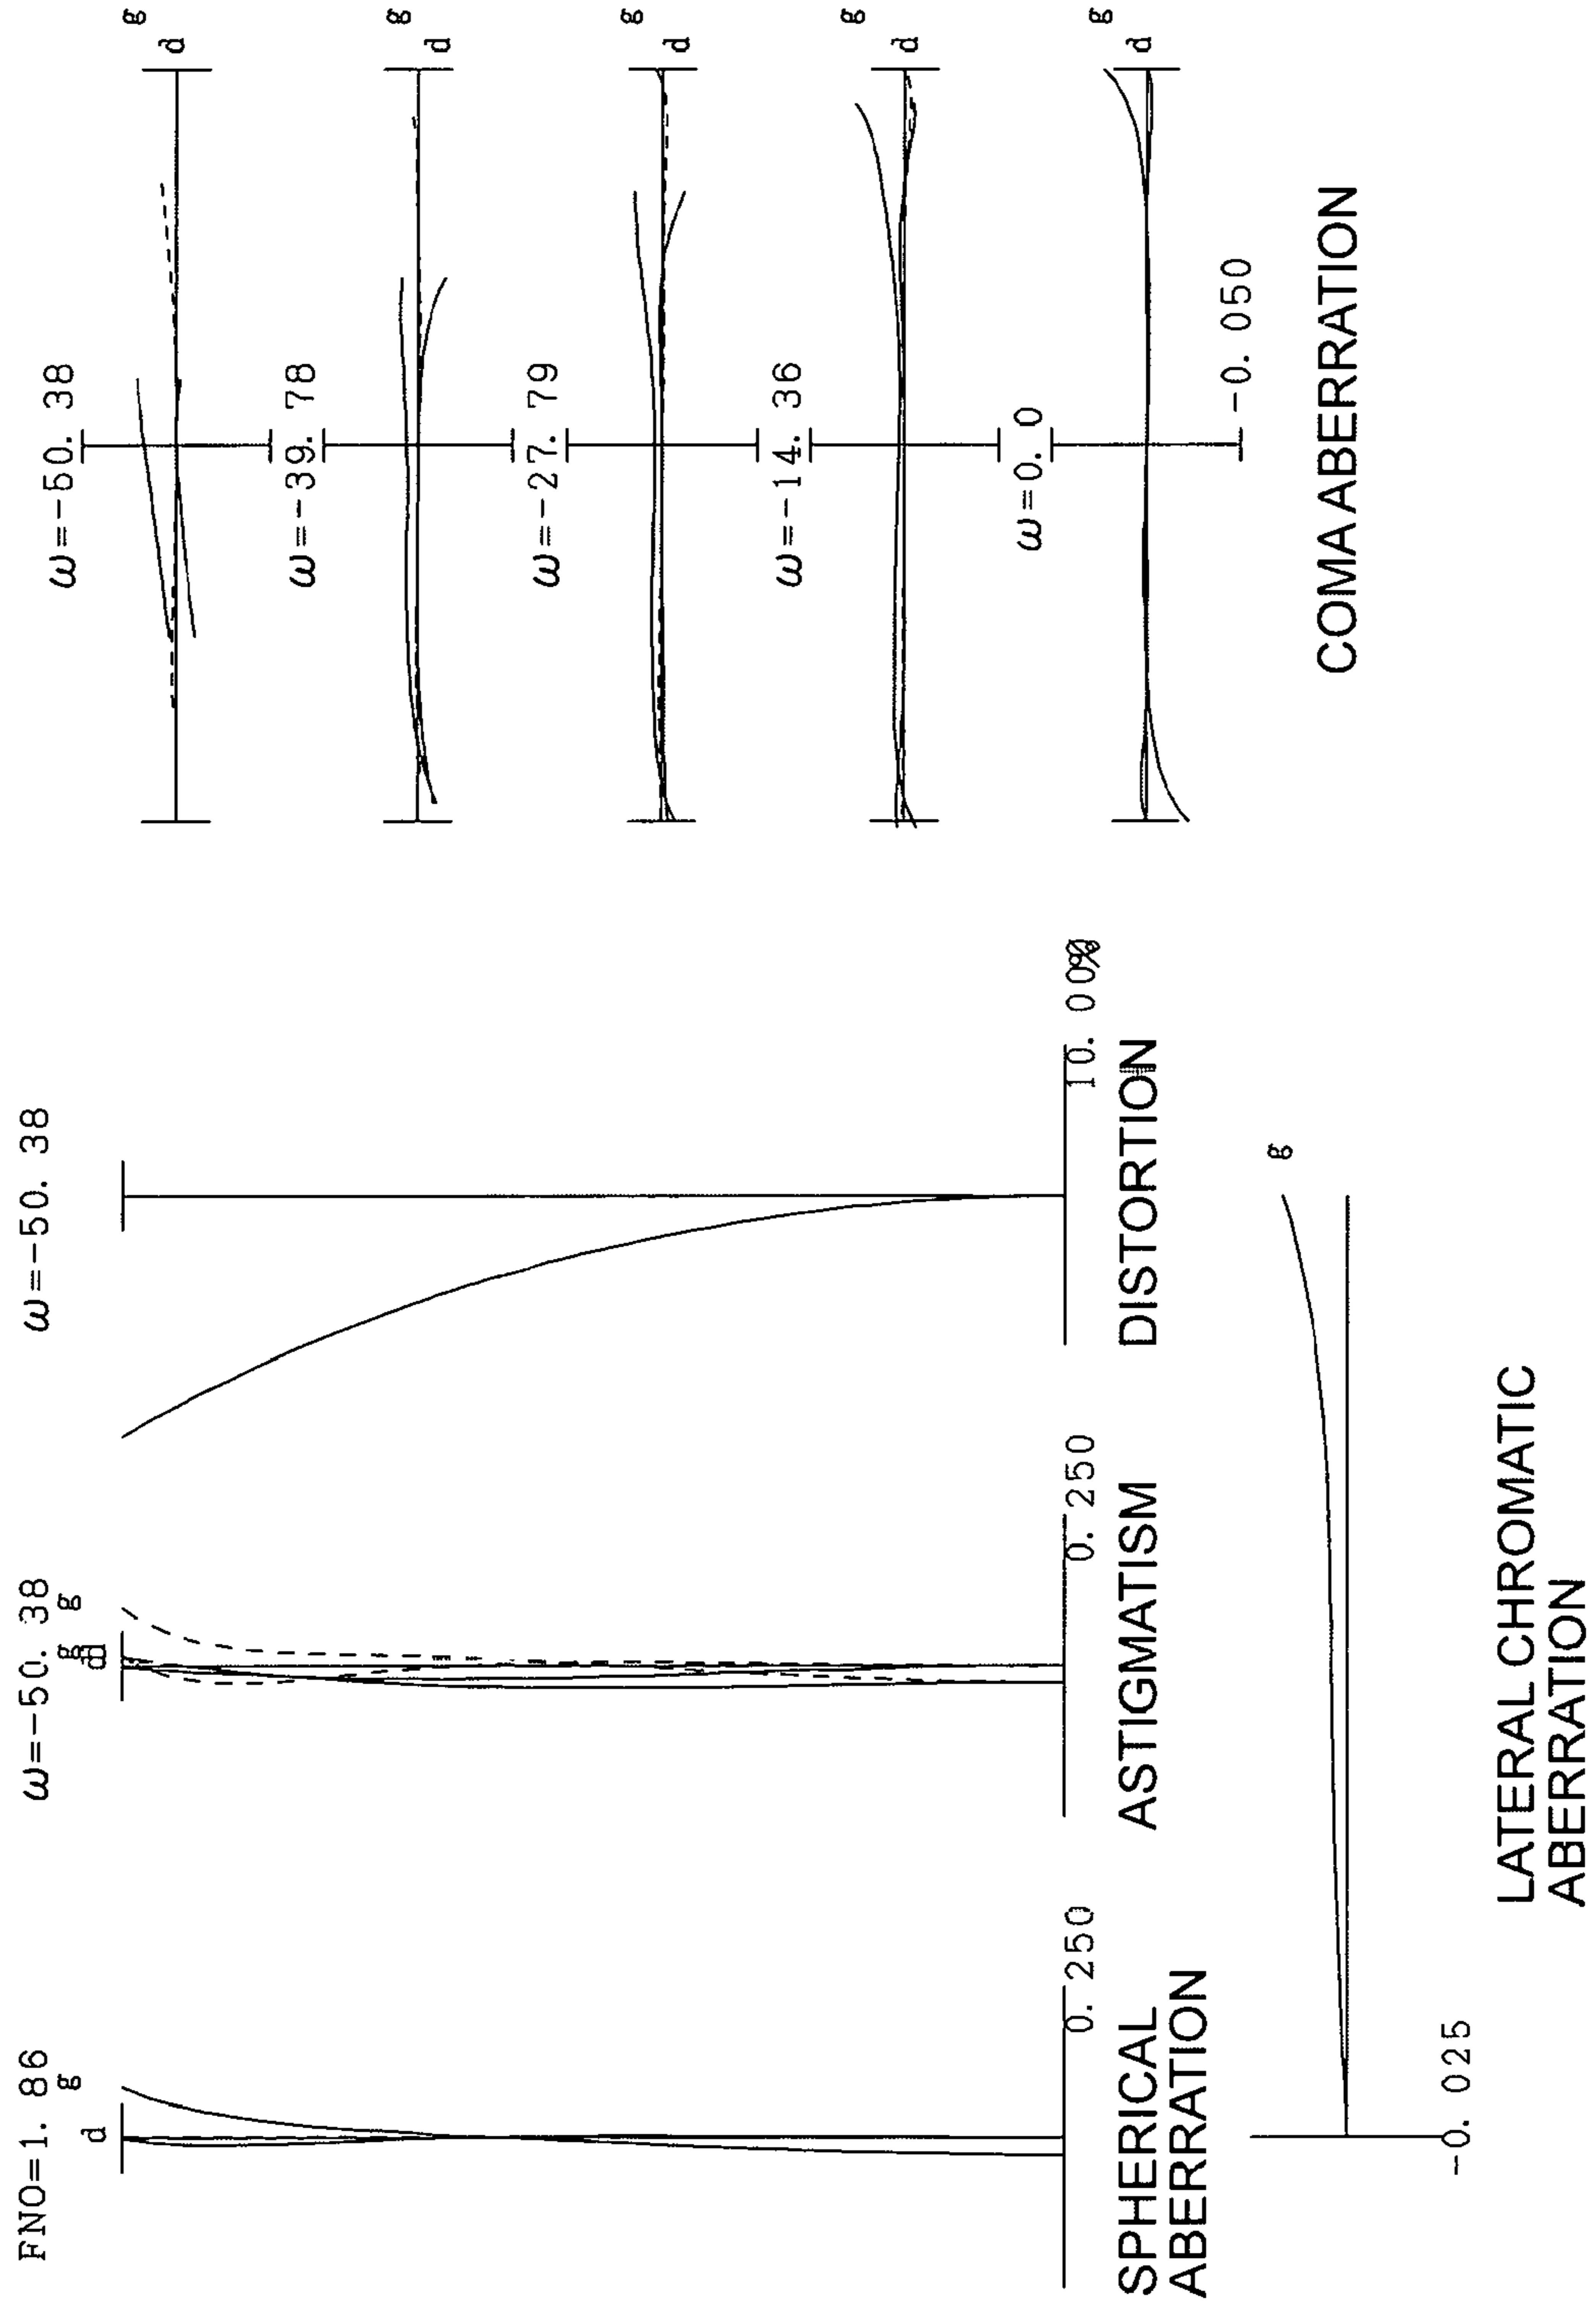 FNO=1.86
g
d
0.250
SPHERICAL
ABERRATION
ω=-50.38
g
g
d
d
0.250
ASTIGMATISM
ω=-50.38
10.00%
DISTORTION
g
-0.025
LATERAL CHROMATIC
ABERRATION
ω=-50.38
g
d
ω=-39.78
g
d
ω=-27.79
g
d
ω=-14.36
g
d
ω=0.0
g
d
-0.050
COMA ABERRATION